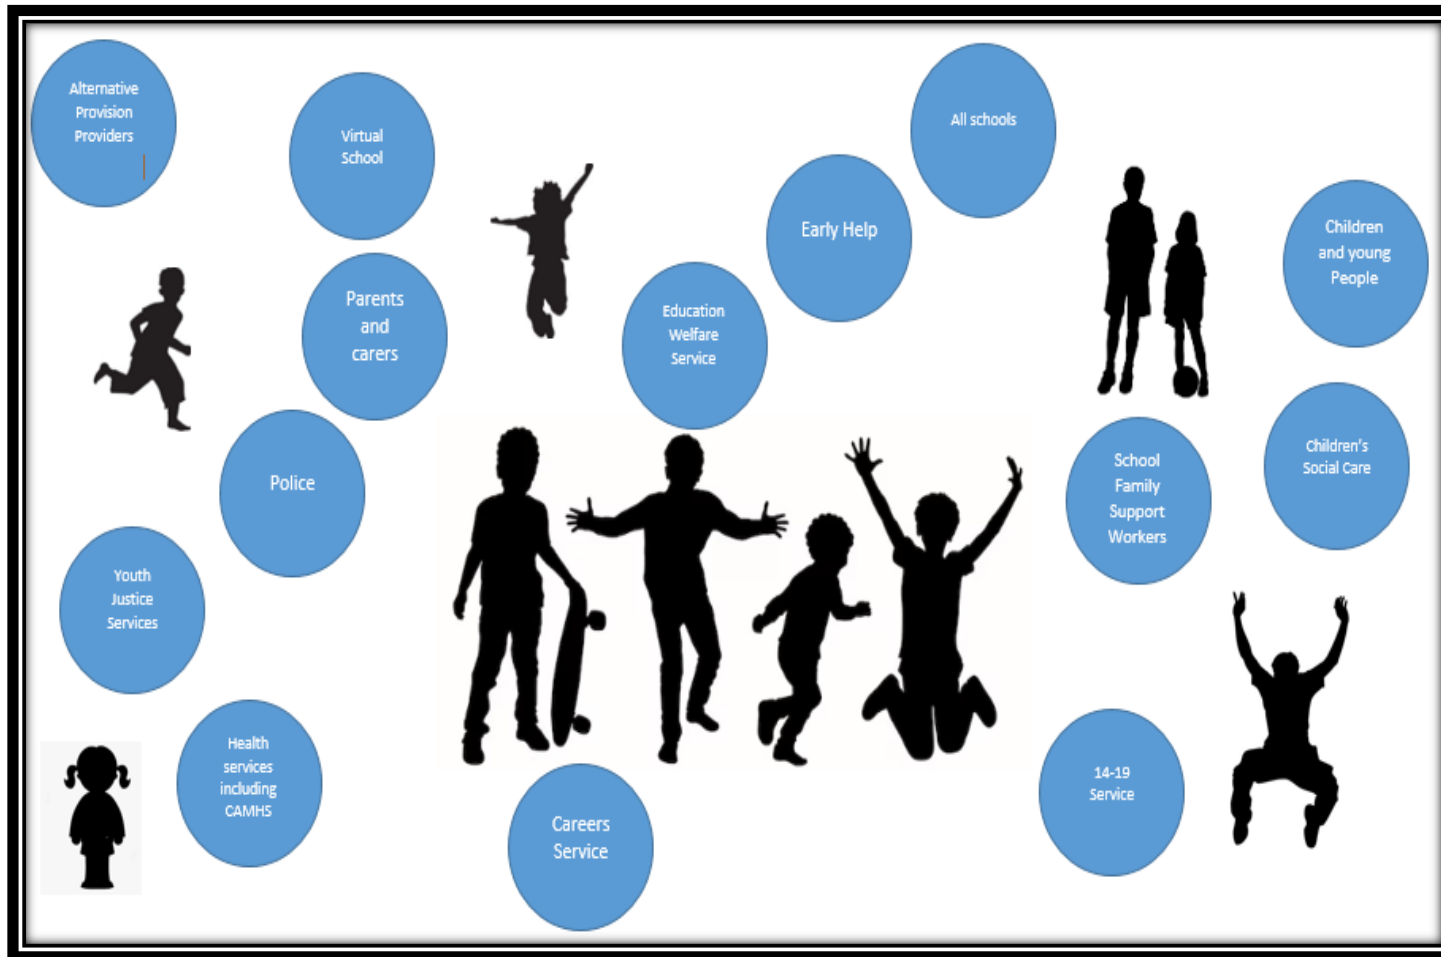 Alternative
Provision
Providers
Virtual
School
All schools
Early Help
Children
and young
People
Parents
and
carers
Education
Welfare
Service
Police
School
Family
Support
Workers
Children's
Social Care
Youth
Justice
Services
Health
services
including
CAMHS
Careers
Service
14-19
Service